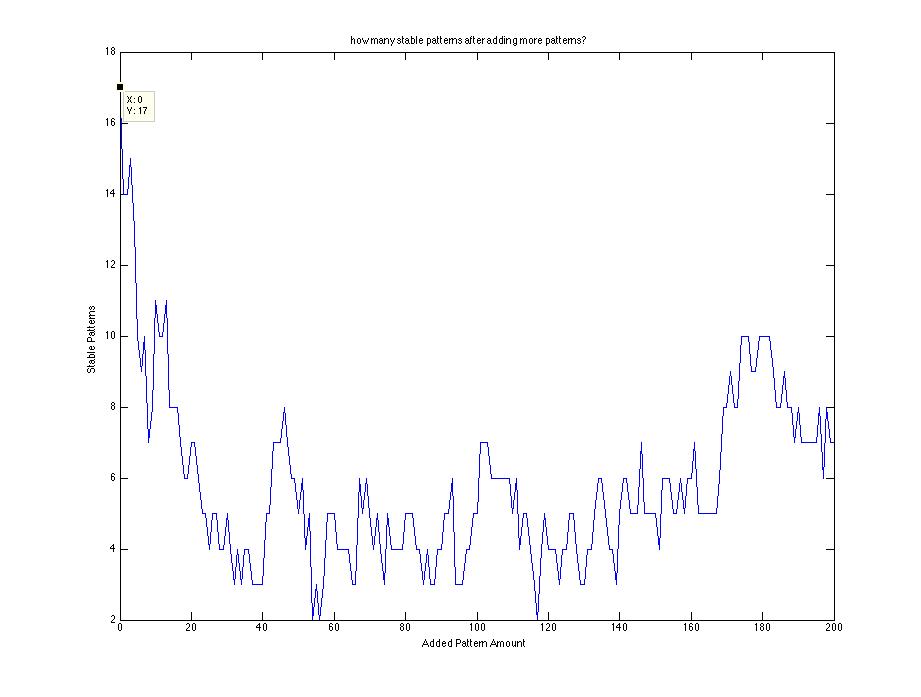 how many stable patterns after adding more patterns?
18
X: 0
Y: 17
16
14
12
10
8
6
4
2
Stable Patterns
0 20 40 60 80 100 120 140 160 180 200
Added Pattern Amount